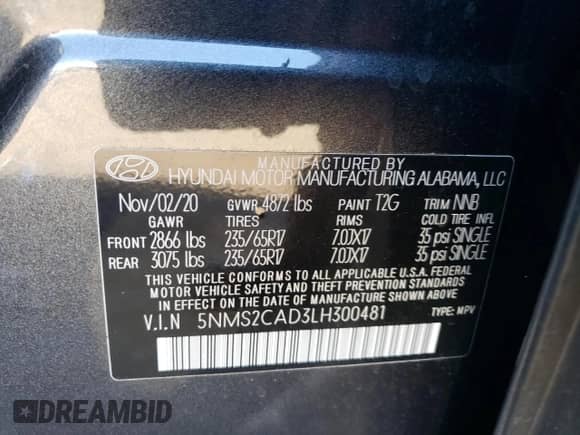 MANUFACTURED BY
HYUNDAI MOTOR MANUFACTURING ALABAMA, LLC
Nov/02/20 GVWR 4872 lbs PAINT T2G TRIM NNB
GAWR TIRES RIMS COLD TIRE INFL
FRONT 2866 lbs 235/65R17 7.0JX17 35 psi SINGLE
REAR 3075 lbs 235/65R17 7.0JX17 35 psi SINGLE
THIS VEHICLE CONFORMS TO ALL APPLICABLE U.S.A. FEDERAL
MOTOR VEHICLE SAFETY AND THEFT PREVENTION STANDARDS
IN EFFECT ON THE DATE OF MANUFACTURE SHOWN ABOVE.
V.I.N 5NMS2CAD3LH300481 TYPE: MPV
DREAMBID